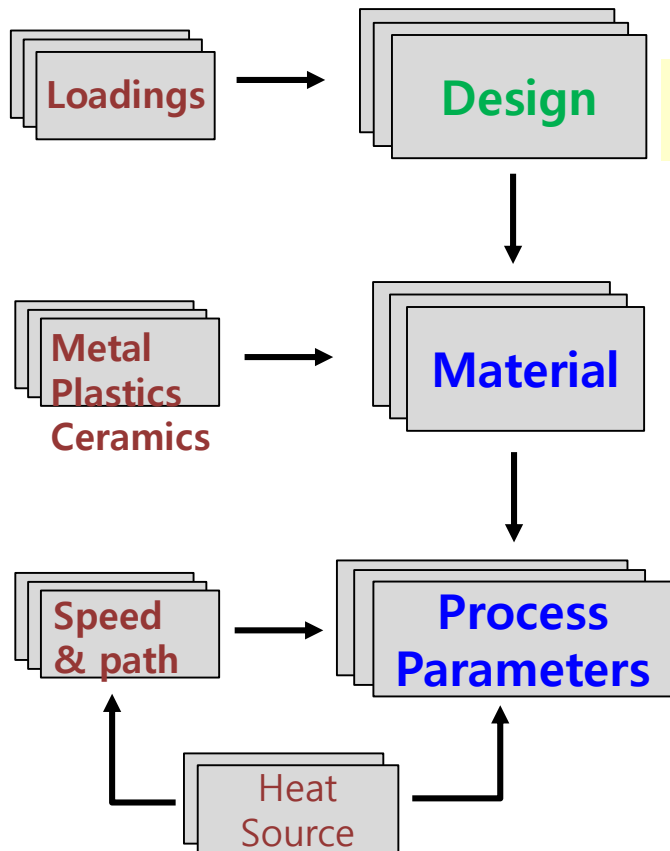 Loadings
Design
Metal
Plastics
Ceramics
Material
Speed
& path
Process
Parameters
Heat
Source